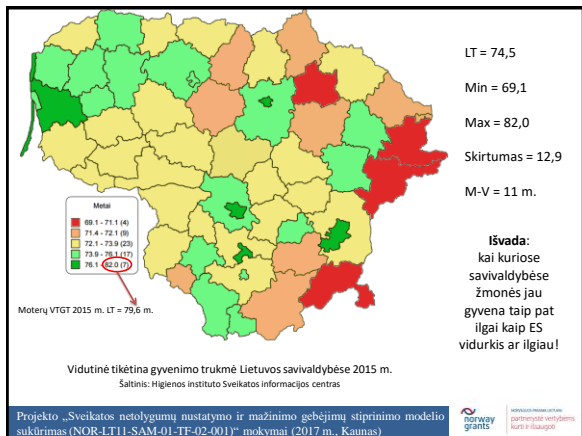 LT = 74,5
Min = 69,1
Max = 82,0
Skirtumas = 12,9
M-V = 11 m.
Išvada:
kai kuriose
savivaldybėse
žmonės jau
gyvena taip pat
ilgai kaip ES
vidurkis ar ilgiau!
Metai
69.1 - 71.1 (4)
71.4 - 72.1 (9)
72.1 - 73.9 (23)
73.9 - 76.1 (17)
76.1 - 82.0 (7)
Moterų VTGT 2015 m. LT = 79,6 m.
Vidutinė tikėtina gyvenimo trukmė Lietuvos savivaldybėse 2015 m.
Šaltinis: Higienos instituto Sveikatos informacijos centras
Projekto „Sveikatos netolygumų nustatymo ir mažinimo gebėjimų stiprinimo modelio
sukūrimas (NOR-LT11-SAM-01-TF-02-001)“ mokymai (2017 m., Kaunas)
norway
grants
partnerystė vertybėms
kurti ir išsaugoti